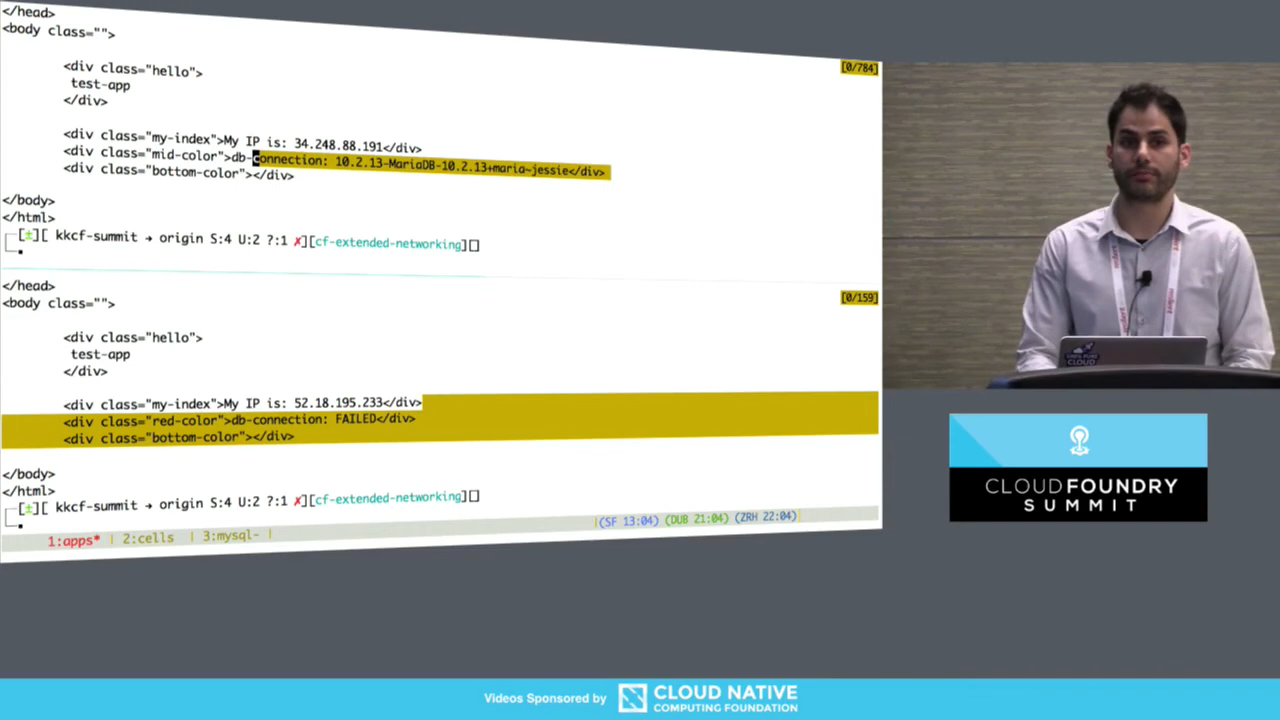 </head>
<body class="">
<div class="hello">
test-app
</div>
<div class="my-index">My IP is: 34.248.88.191</div>
<div class="mid-color">db-connection: 10.2.13-MariaDB-10.2.13+maria~jessie</div>
<div class="bottom-color"></div>
</body>
</html>
[±][ kkcf-summit → origin S:4 U:2 ?:1 ✗][cf-extended-networking]
[0/784]
</head>
<body class="">
<div class="hello">
test-app
</div>
<div class="my-index">My IP is: 52.18.195.233</div>
<div class="red-color">db-connection: FAILED</div>
<div class="bottom-color"></div>
</body>
</html>
[±][ kkcf-summit → origin S:4 U:2 ?:1 ✗][cf-extended-networking]
[0/159]
1:apps* | 2:cells | 3:mysql- |
|(SF 13:04) (DUB 21:04) (ZRH 22:04)|
CLOUD FOUNDRY
SUMMIT
Videos Sponsored by
CLOUD NATIVE
COMPUTING FOUNDATION